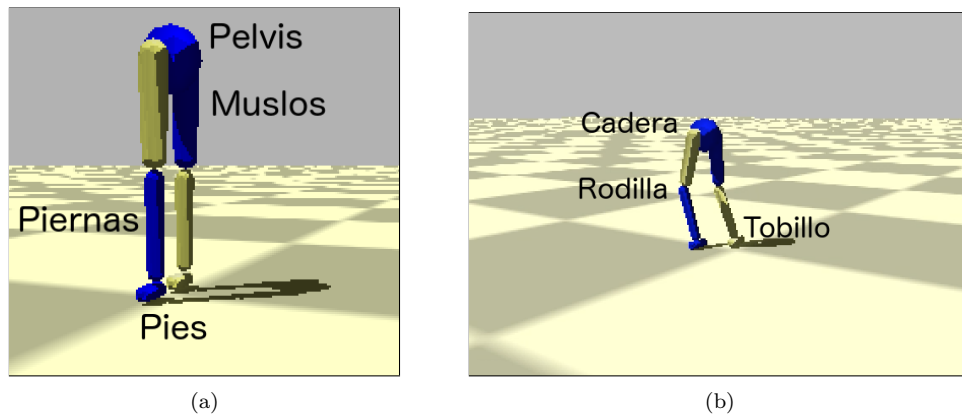 Pelvis
Muslos
Piernas
Pies
(a)
Cadera
Rodilla
Tobillo
(b)